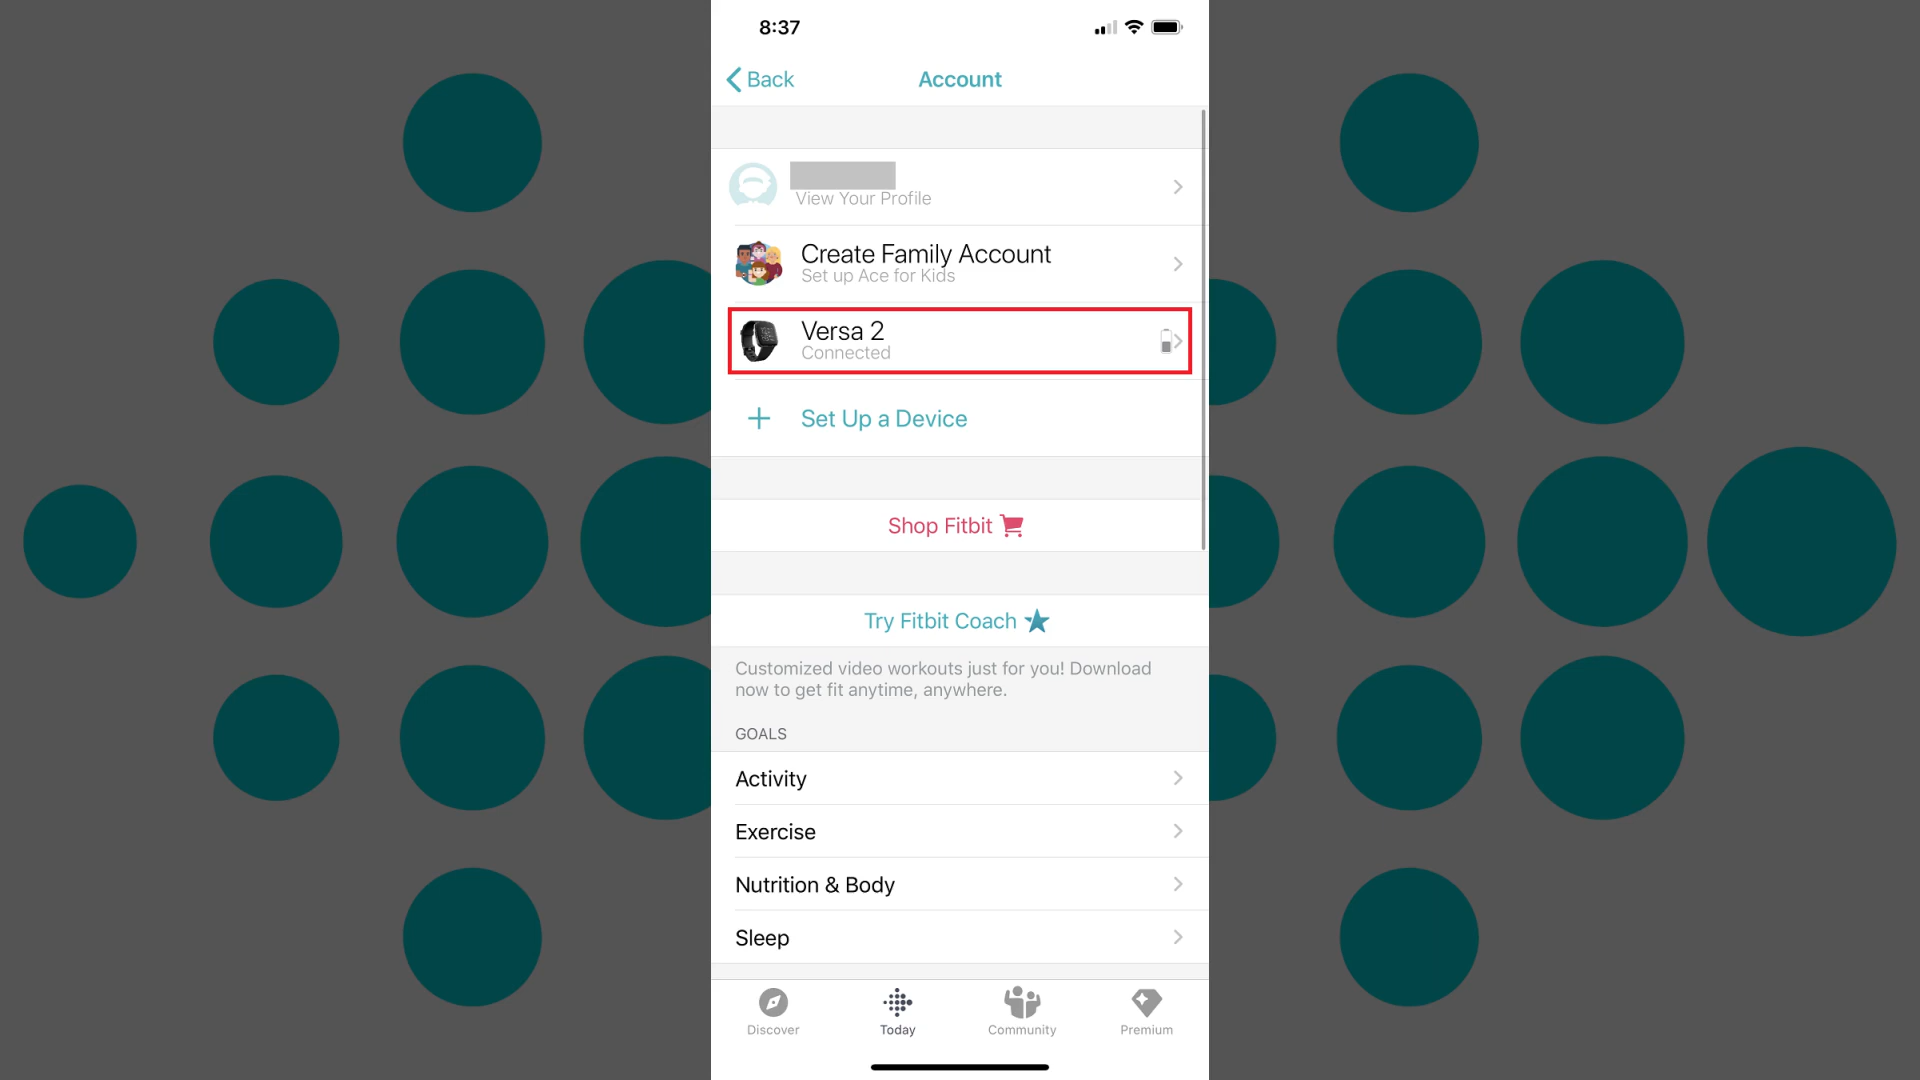 8:37
Back
Account
View Your Profile
Create Family Account
Set up Ace for Kids
Versa 2
Connected
Set Up a Device
Shop Fitbit
Try Fitbit Coach
Customized video workouts just for you! Download
now to get fit anytime, anywhere.
GOALS
Activity
Exercise
Nutrition & Body
Sleep
Discover
Today
Community
Premium